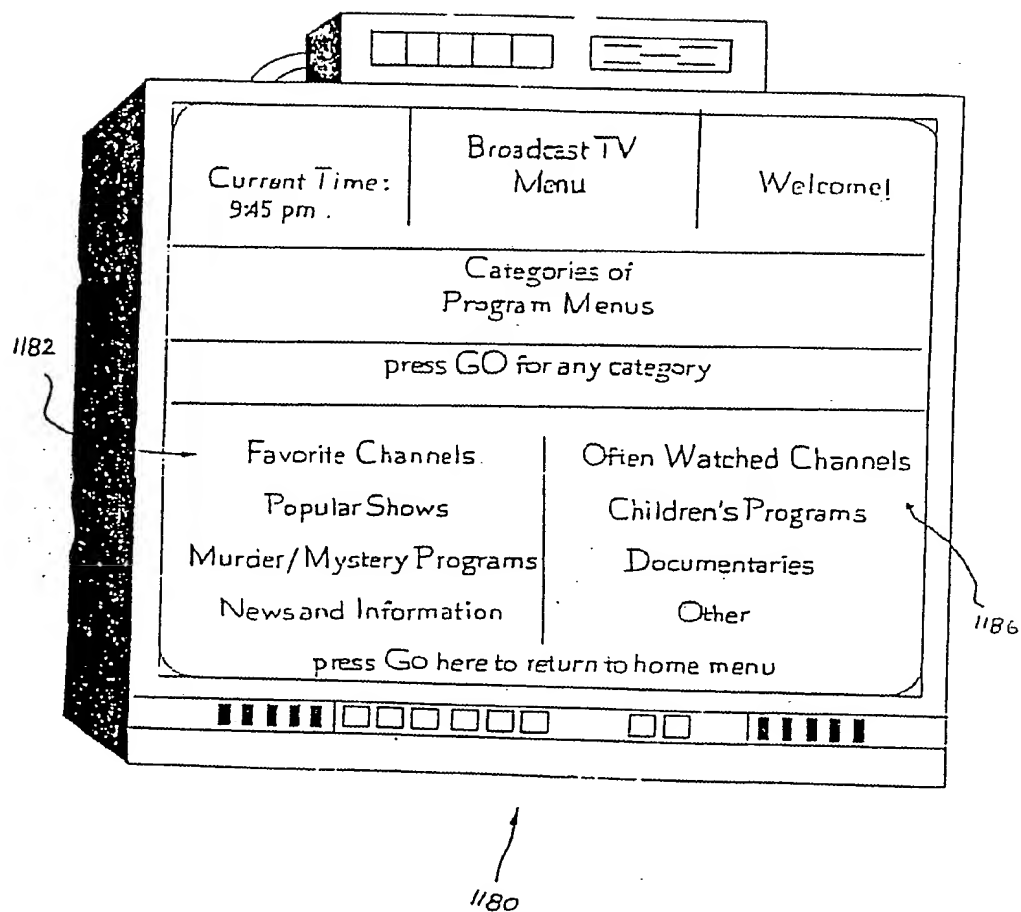 Broadcast TV
Menu
Current Time:
9:45 pm.
Welcome!
Categories of
Program Menus
press GO for any category
1182
Favorite Channels
Often Watched Channels
Popular Shows
Children's Programs
Murder/Mystery Programs
Documentaries
News and Information
Other
1186
press Go here to return to home menu
1180